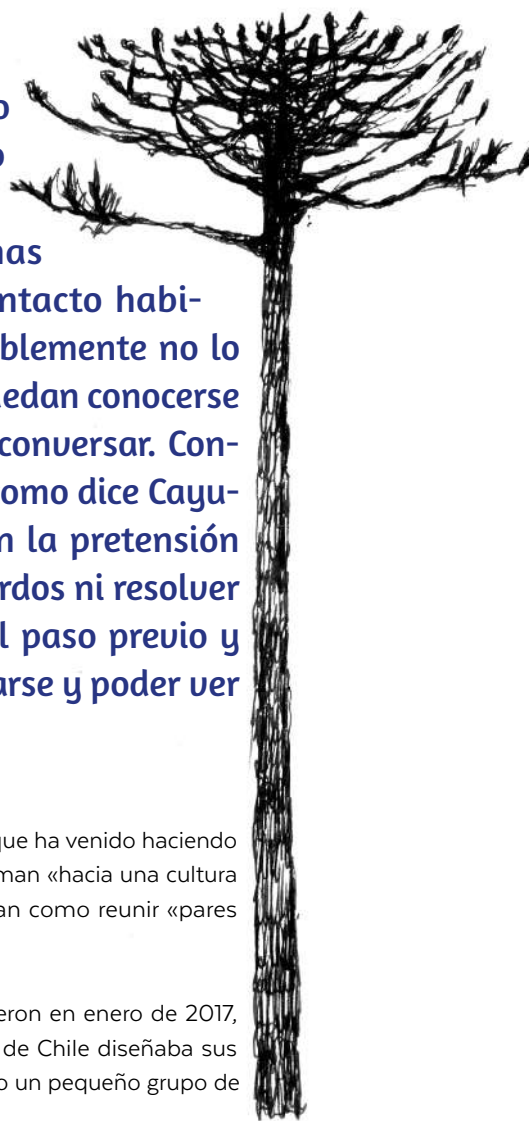 o
o
nas
ntacto habi-
blemente no lo
edan conocerse
conversar. Con-
omo dice Cayu-
n la pretensión
rdos ni resolver
l paso previo y
arse y poder ver
que ha venido haciendo
man «hacia una cultura
an como reunir «pares
eron en enero de 2017,
de Chile diseñaba sus
o un pequeño grupo de